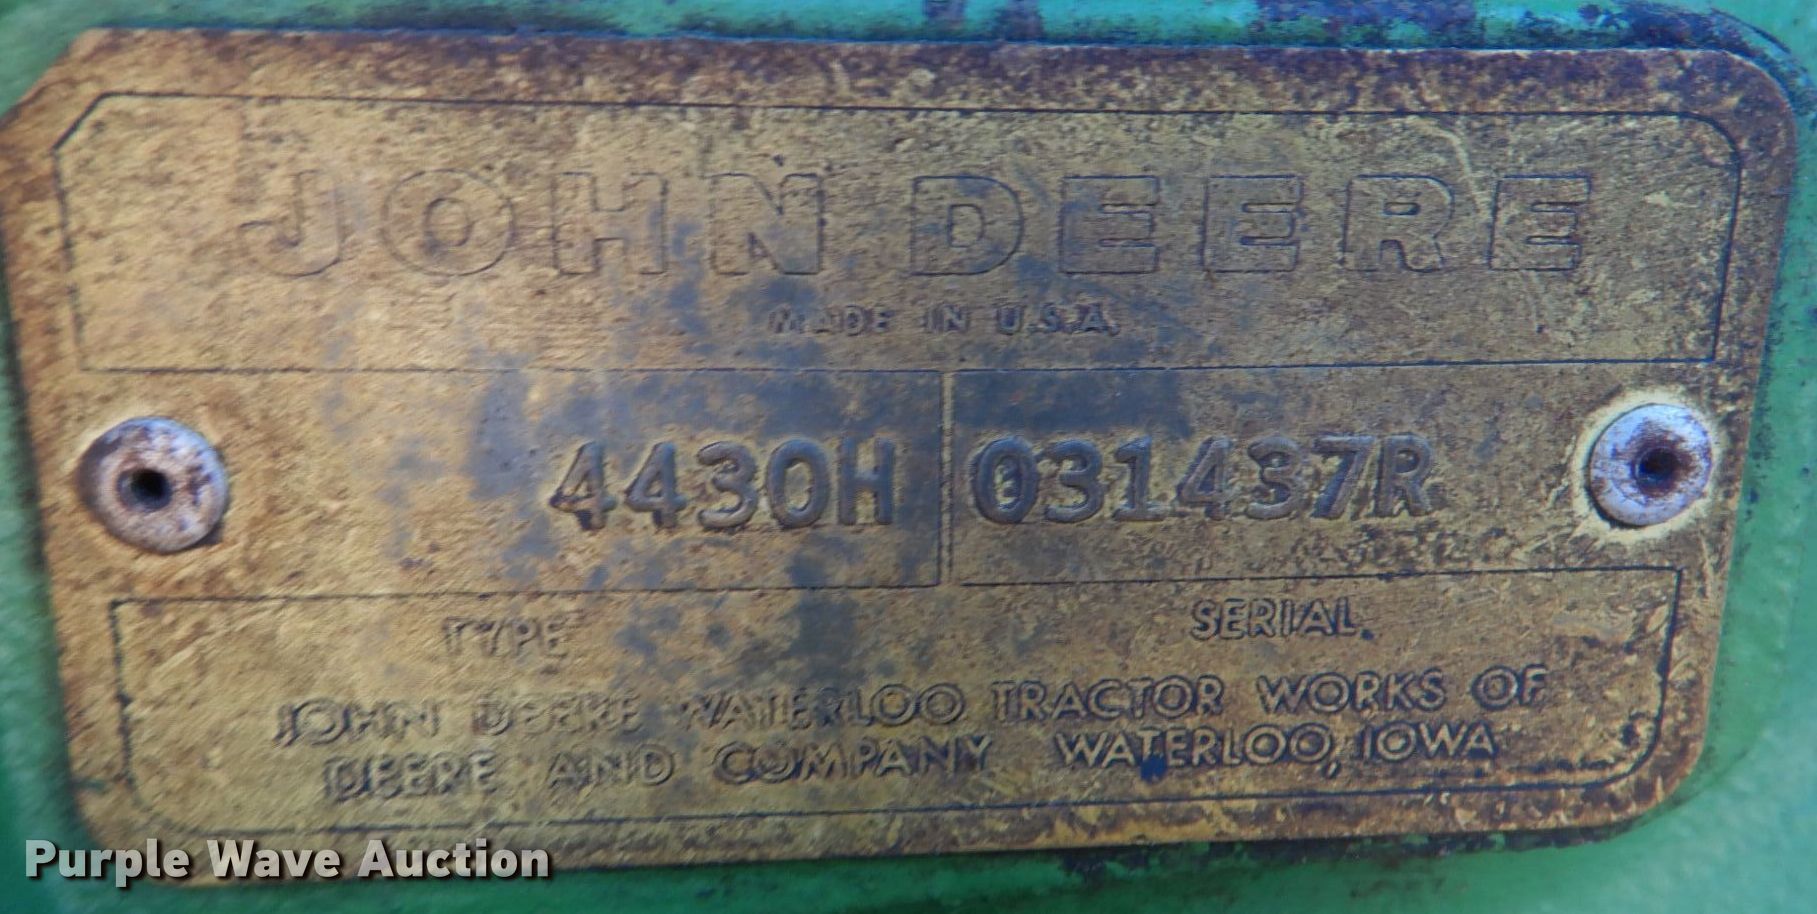 JOHN DEERE
MADE IN U.S.A.
4430H 031437R
TYPE SERIAL
JOHN DEERE WATERLOO TRACTOR WORKS OF
DEERE AND COMPANY WATERLOO, IOWA
Purple Wave Auction